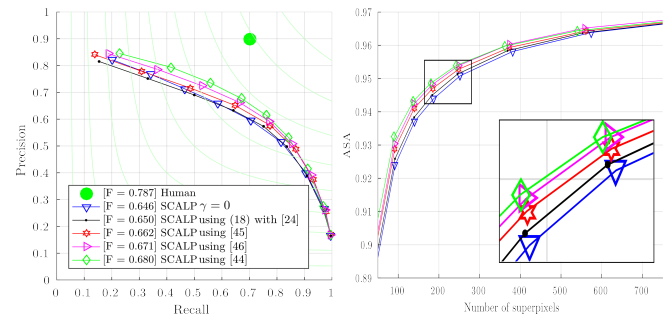 1
0.9
0.8
0.7
0.6
0.5
0.4
0.3
0.2
0.1
0
Precision
[F = 0.787] Human
[F = 0.646] SCALP γ = 0
[F = 0.650] SCALP using (18) with [24]
[F = 0.662] SCALP using [45]
[F = 0.671] SCALP using [46]
[F = 0.680] SCALP using [44]
0 0.1 0.2 0.3 0.4 0.5 0.6 0.7 0.8 0.9 1
Recall
0.97
0.96
0.95
0.94
0.93
0.92
0.91
0.9
0.89
ASA
100 200 300 400 500 600 700
Number of superpixels